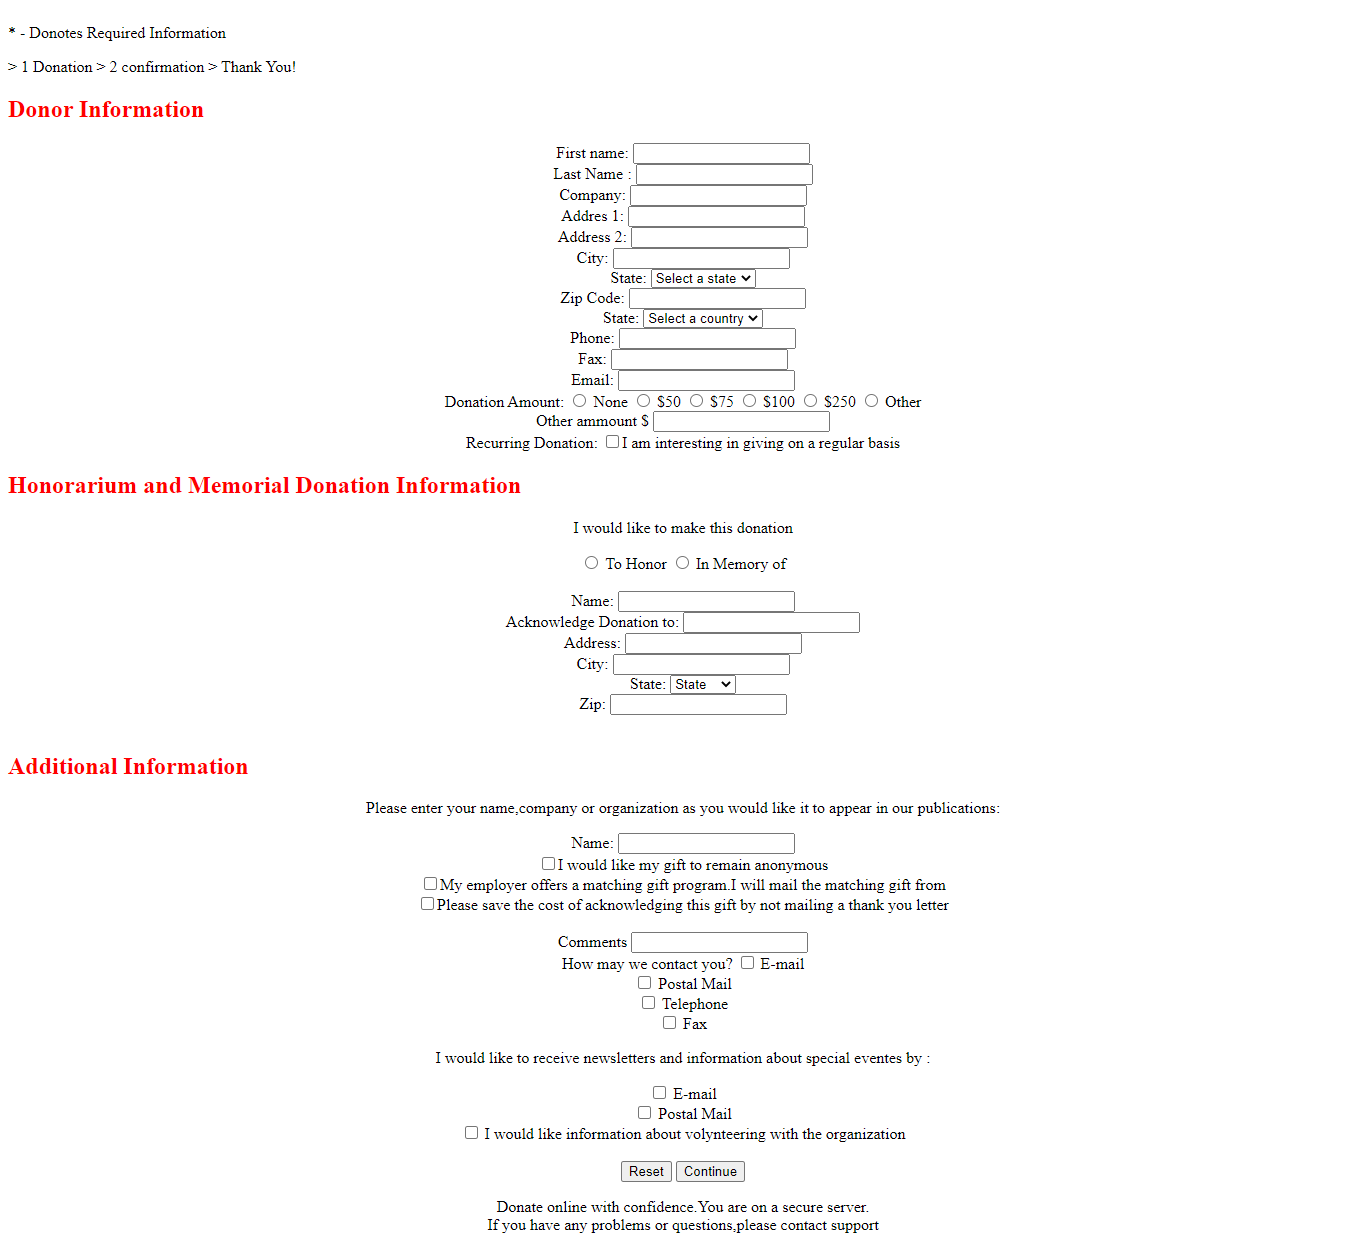 * - Donotes Required Information
> 1 Donation > 2 confirmation > Thank You!
Donor Information
First name:
Last Name :
Company:
Addres 1:
Address 2:
City:
State: Select a state
Zip Code:
State: Select a country
Phone:
Fax:
Email:
Donation Amount: None $50 $75 $100 $250 Other
Other ammount $
Recurring Donation: I am interesting in giving on a regular basis
Honorarium and Memorial Donation Information
I would like to make this donation
To Honor In Memory of
Name:
Acknowledge Donation to:
Address:
City:
State: State
Zip:
Additional Information
Please enter your name,company or organization as you would like it to appear in our publications:
Name:
I would like my gift to remain anonymous
My employer offers a matching gift program.I will mail the matching gift from
Please save the cost of acknowledging this gift by not mailing a thank you letter
Comments
How may we contact you? E-mail
Postal Mail
Telephone
Fax
I would like to receive newsletters and information about special eventes by :
E-mail
Postal Mail
I would like information about volynteering with the organization
Reset Continue
Donate online with confidence.You are on a secure server.
If you have any problems or questions,please contact support